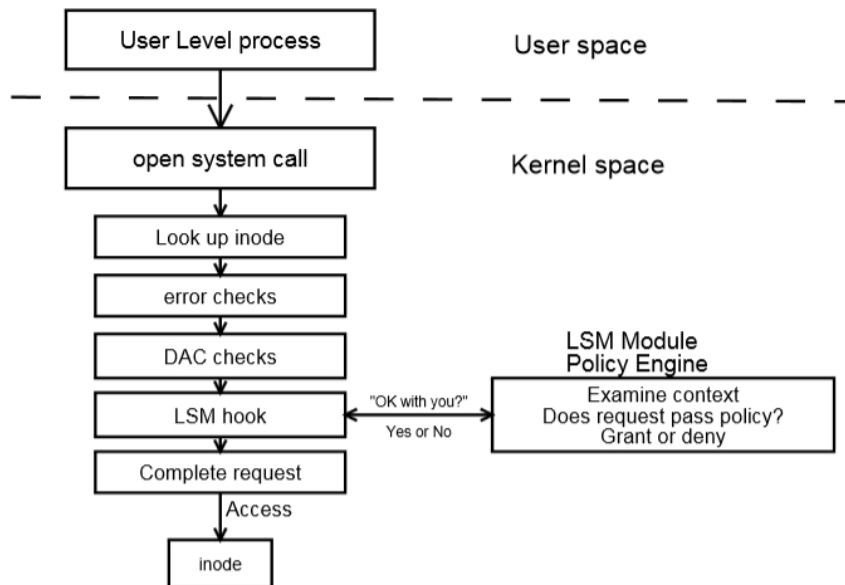 User Level process
User space
open system call
Kernel space
Look up inode
error checks
DAC checks
LSM Module
Policy Engine
LSM hook
"OK with you?"
Yes or No
Examine context
Does request pass policy?
Grant or deny
Complete request
Access
inode